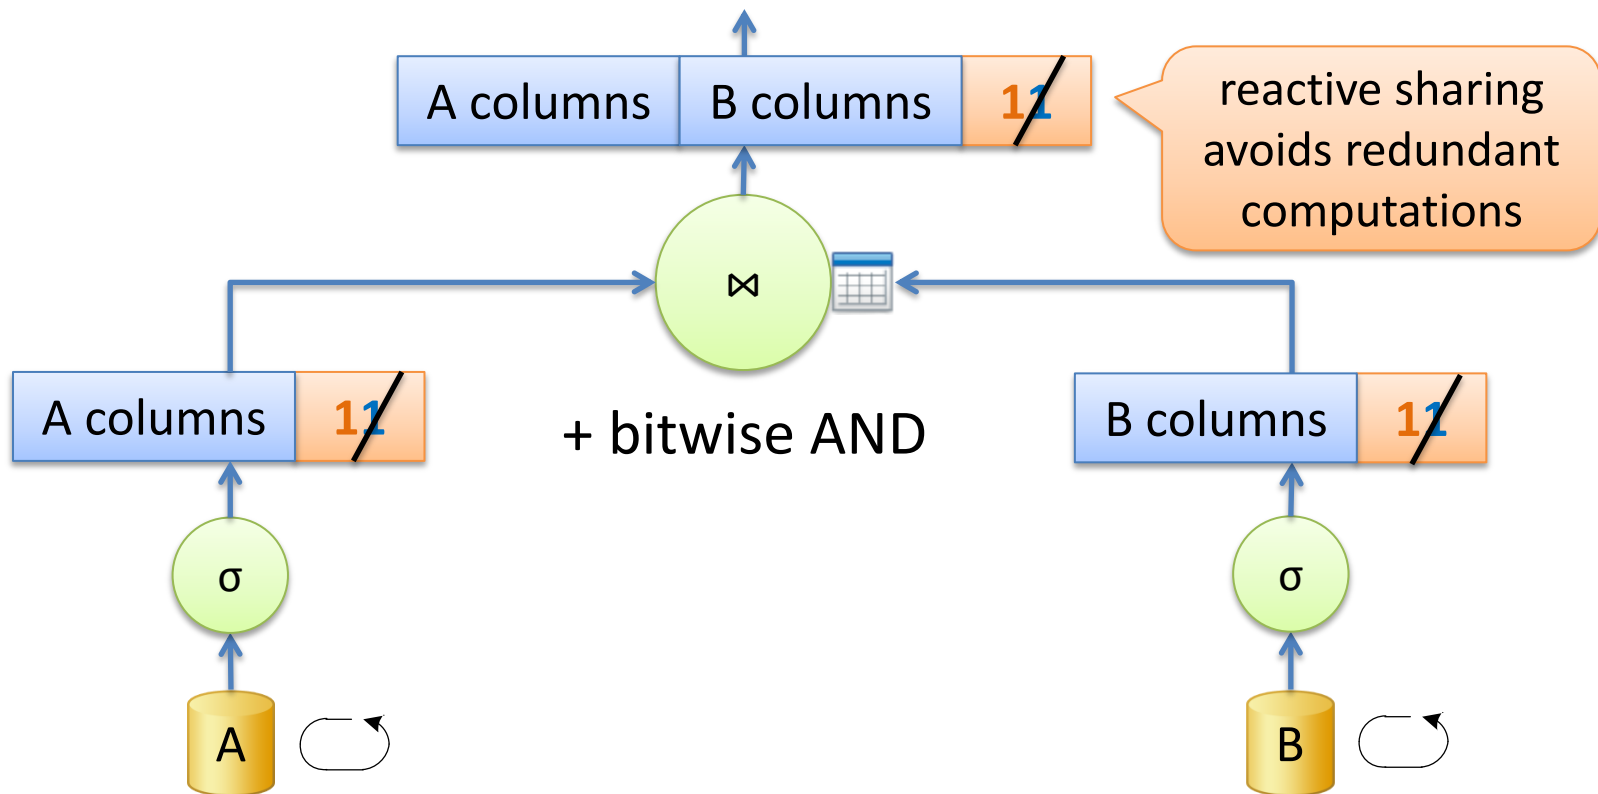 A columns B columns 11
reactive sharing
avoids redundant
computations
⋈
A columns 11
+ bitwise AND
B columns 11
σ
σ
A
B